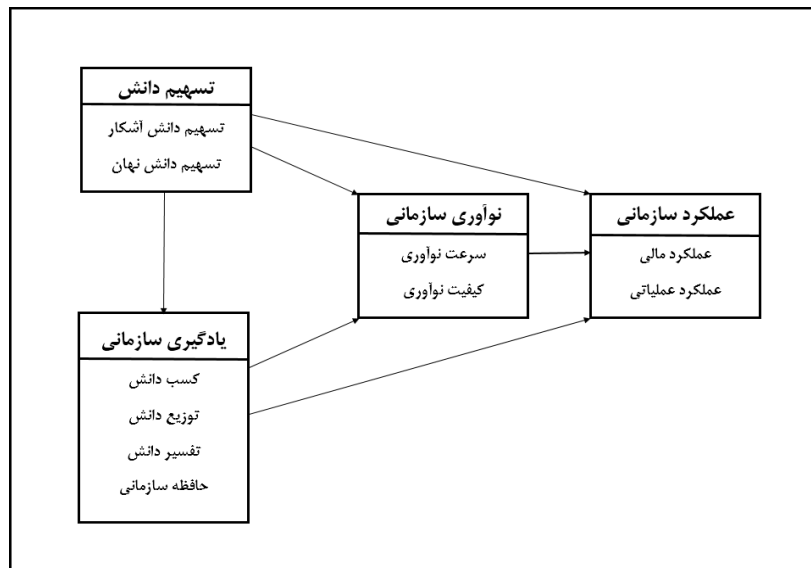 تسهیم دانش
تسهیم دانش آشکار
تسهیم دانش نهان
نوآوری سازمانی
سرعت نوآوری
کیفیت نوآوری
عملکرد سازمانی
عملکرد مالی
عملکرد عملیاتی
یادگیری سازمانی
کسب دانش
توزیع دانش
تفسیر دانش
حافظه سازمانی